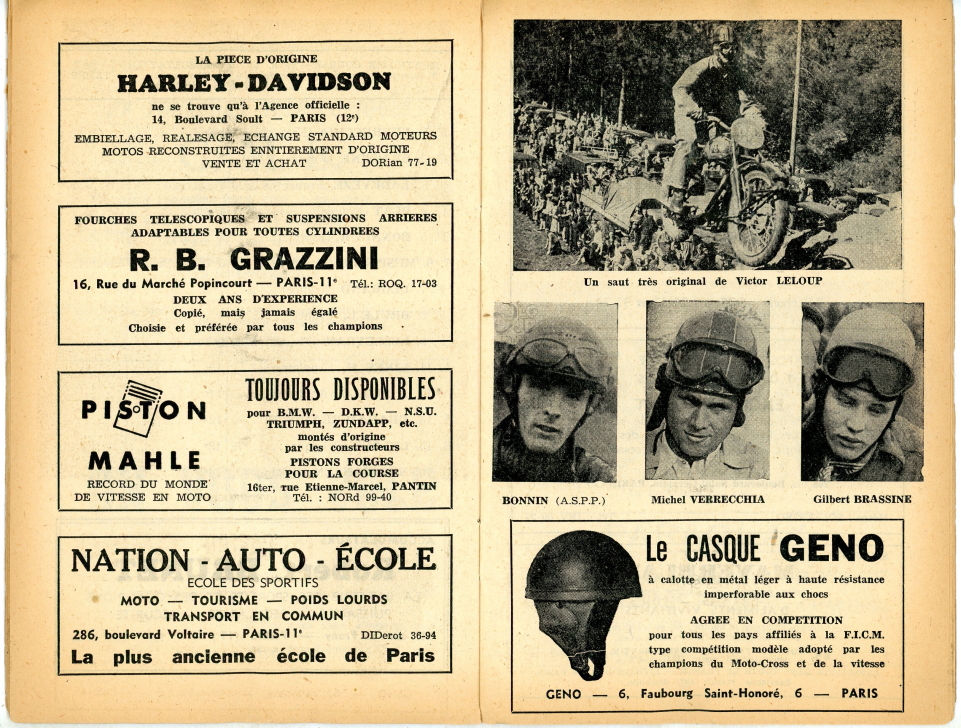 LA PIECE D'ORIGINE
HARLEY-DAVIDSON
ne se trouve qu'à l'Agence officielle :
14, Boulevard Soult — PARIS (12e)
EMBIELLAGE, REALESAGE, ECHANGE STANDARD MOTEURS
MOTOS RECONSTRUITES ENNTIEREMENT D'ORIGINE
VENTE ET ACHAT DORian 77-19
FOURCHES TELESCOPIQUES ET SUSPENSIONS ARRIERES
ADAPTABLES POUR TOUTES CYLINDREES
R. B. GRAZZINI
16, Rue du Marché Popincourt — PARIS-11e Tél.: ROQ. 17-03
DEUX ANS D'EXPERIENCE
Copié, mais jamais égalé
Choisie et préférée par tous les champions
PISTON
MAHLE
RECORD DU MONDE
DE VITESSE EN MOTO
TOUJOURS DISPONIBLES
pour B.M.W. — D.K.W. — N.S.U.
TRIUMPH, ZUNDAPP, etc.
montés d'origine
par les constructeurs
PISTONS FORGES
POUR LA COURSE
16ter, rue Etienne-Marcel, PANTIN
Tél. : NORd 99-40
NATION - AUTO - ÉCOLE
ECOLE DES SPORTIFS
MOTO — TOURISME — POIDS LOURDS
TRANSPORT EN COMMUN
286, boulevard Voltaire — PARIS-11e DIDerot 36-94
La plus ancienne école de Paris
Un saut très original de Victor LELOUP
BONNIN (A.S.P.P.)
Michel VERRECCHIA
Gilbert BRASSINE
Le CASQUE GENO
à calotte en métal léger à haute résistance
imperforable aux chocs
AGREE EN COMPETITION
pour tous les pays affiliés à la F.I.C.M.
type compétition modèle adopté par les
champions du Moto-Cross et de la vitesse
GENO — 6, Faubourg Saint-Honoré, 6 — PARIS